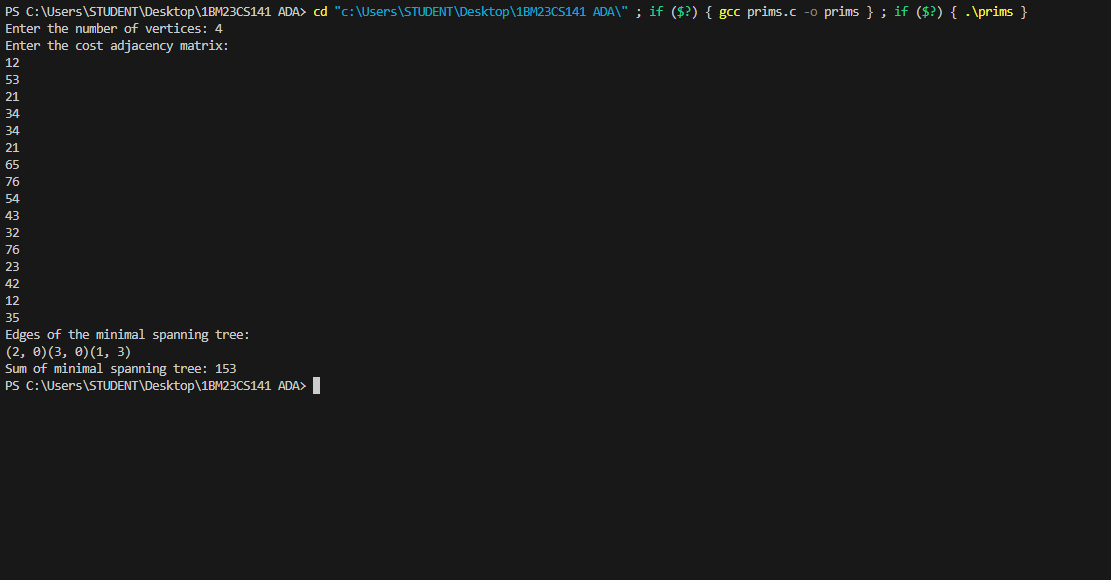 PS C:\Users\STUDENT\Desktop\1BM23CS141 ADA> cd "c:\Users\STUDENT\Desktop\1BM23CS141 ADA\" ; if ($?) { gcc prims.c -o prims } ; if ($?) { .\prims }
Enter the number of vertices: 4
Enter the cost adjacency matrix:
12
53
21
34
34
21
65
76
54
43
32
76
23
42
12
35
Edges of the minimal spanning tree:
(2, 0)(3, 0)(1, 3)
Sum of minimal spanning tree: 153
PS C:\Users\STUDENT\Desktop\1BM23CS141 ADA>